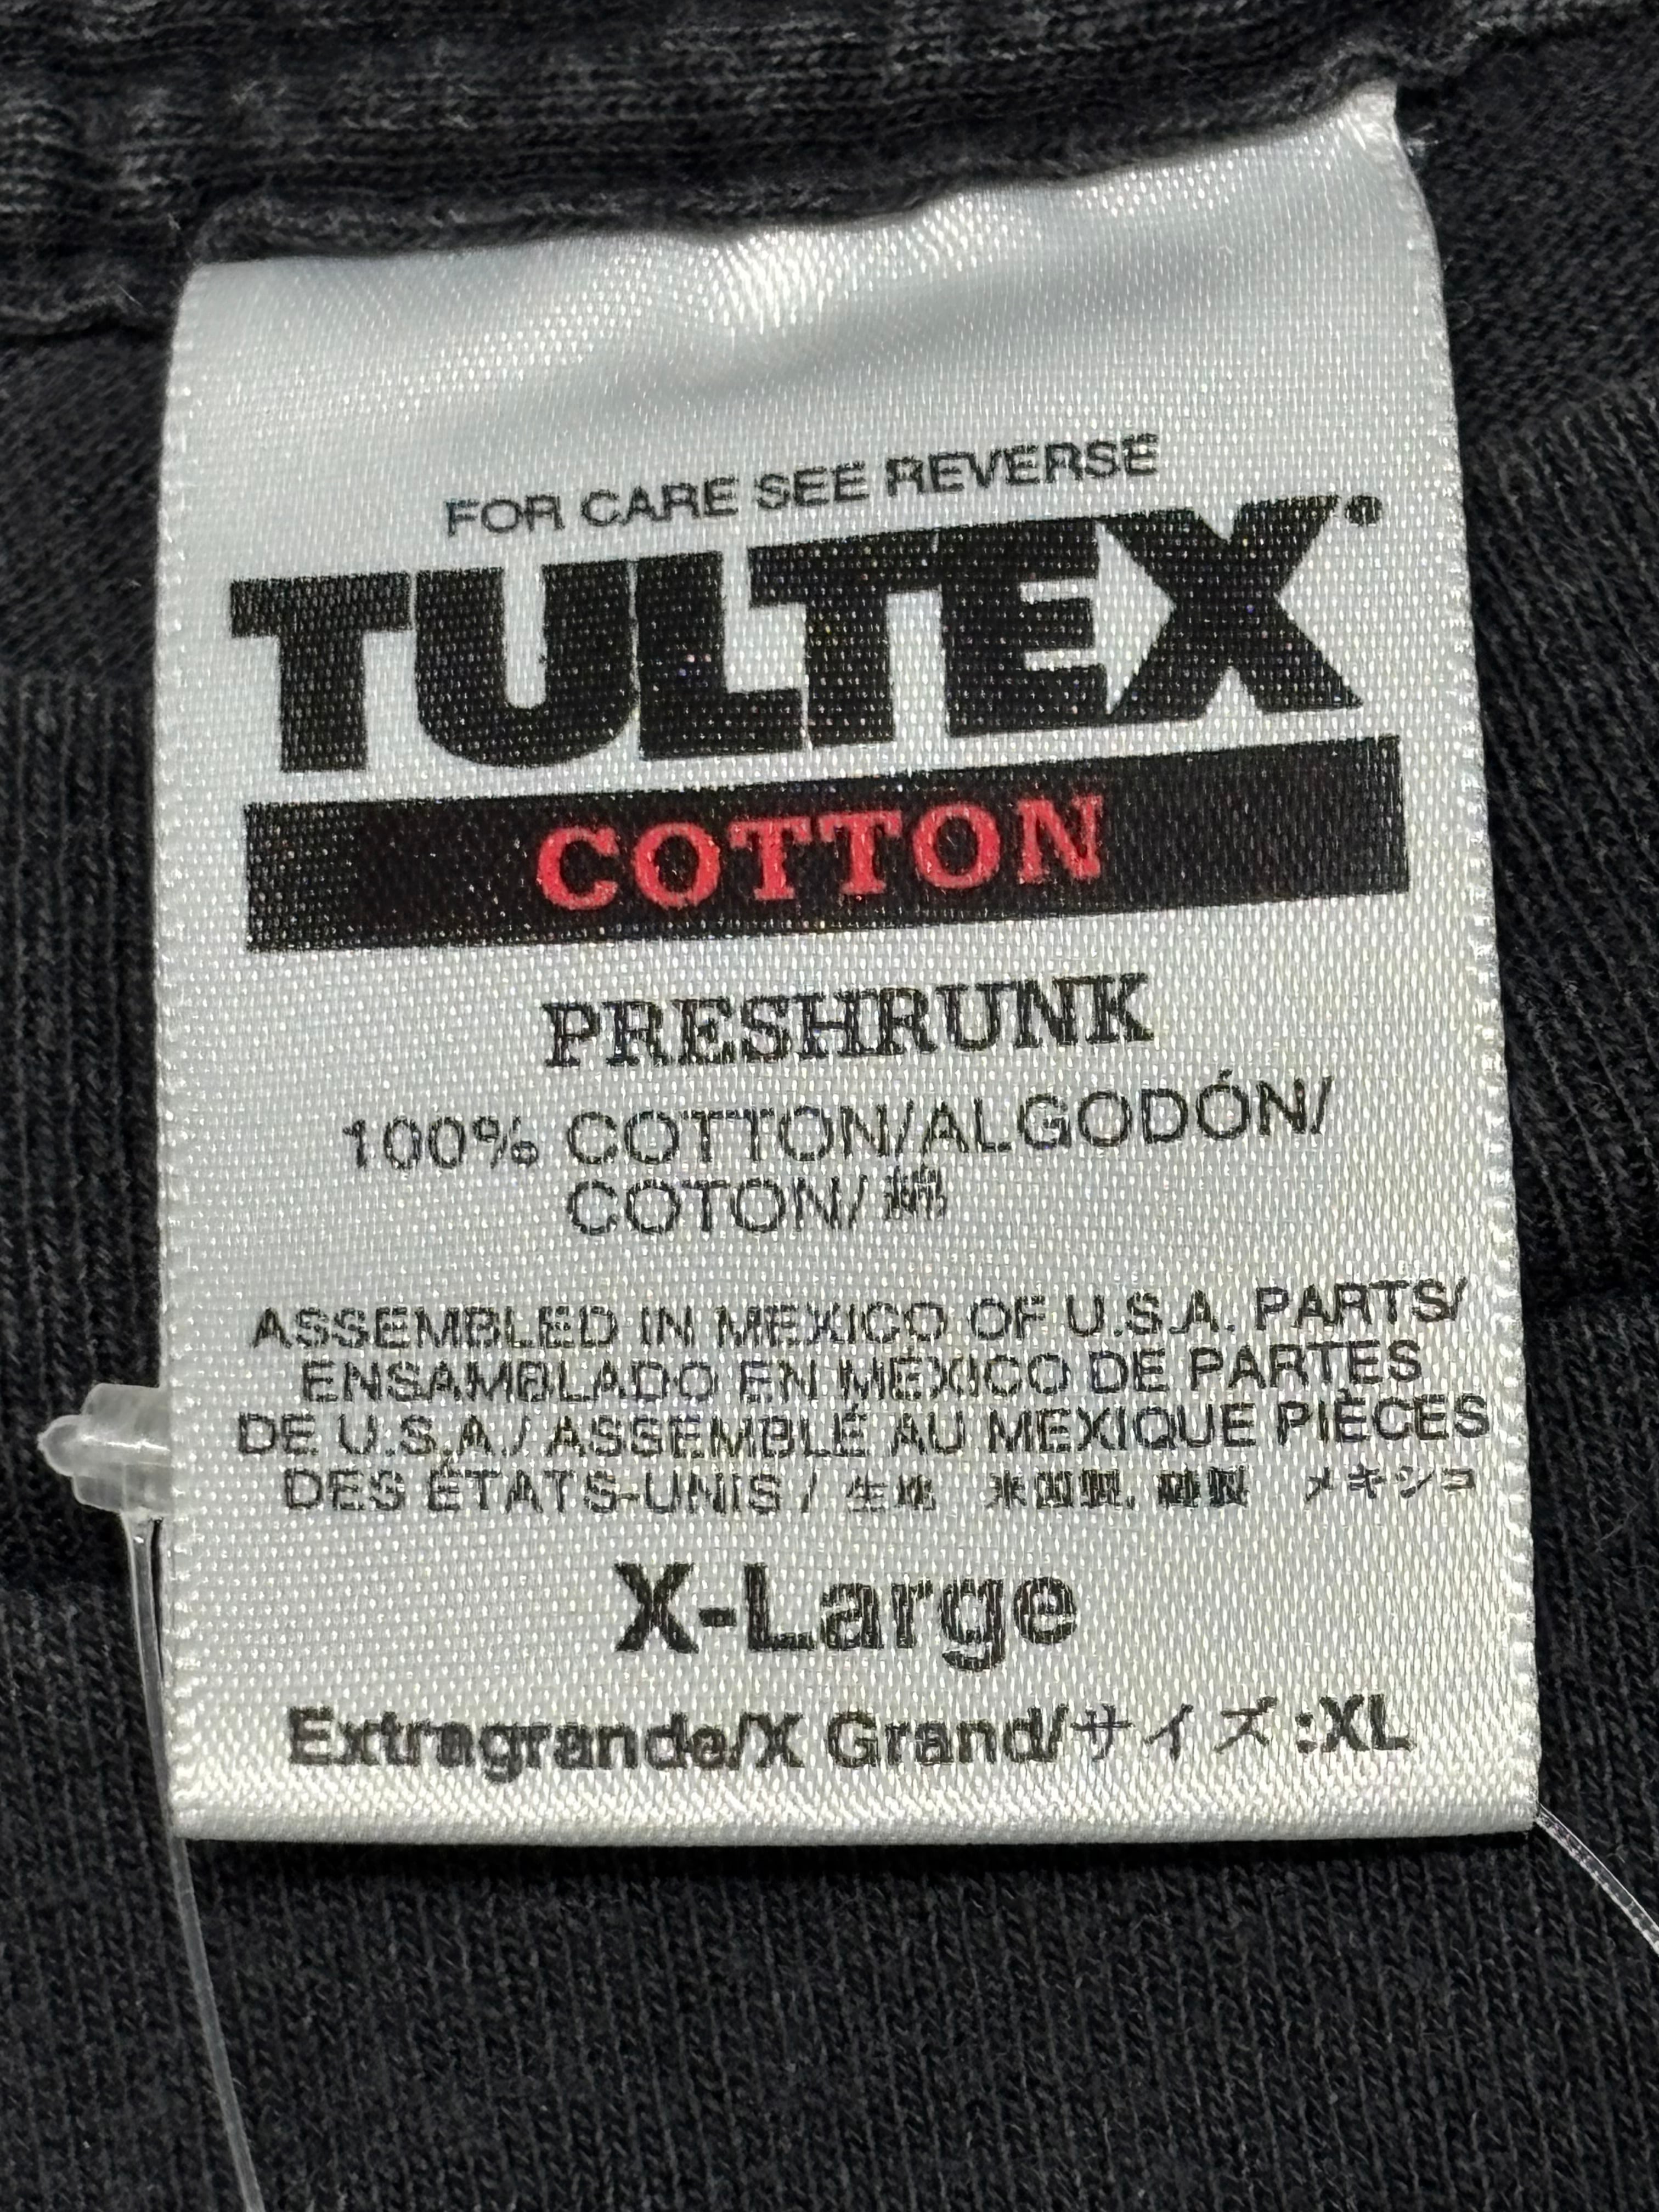 FOR CARE SEE REVERSE
TULTEX
COTTON
PRESHRUNK
100% COTTON/ALGODÓN/
COTON/綿
ASSEMBLED IN MEXICO OF U.S.A. PARTS/
ENSAMBLADO EN MÉXICO DE PARTES
DE U.S.A./ ASSEMBLÉ AU MEXIQUE PIÈCES
DES ÉTATS-UNIS / 生地 米国製, 縫製 メキシコ
X-Large
Extragrande/X Grand/サイズ:XL